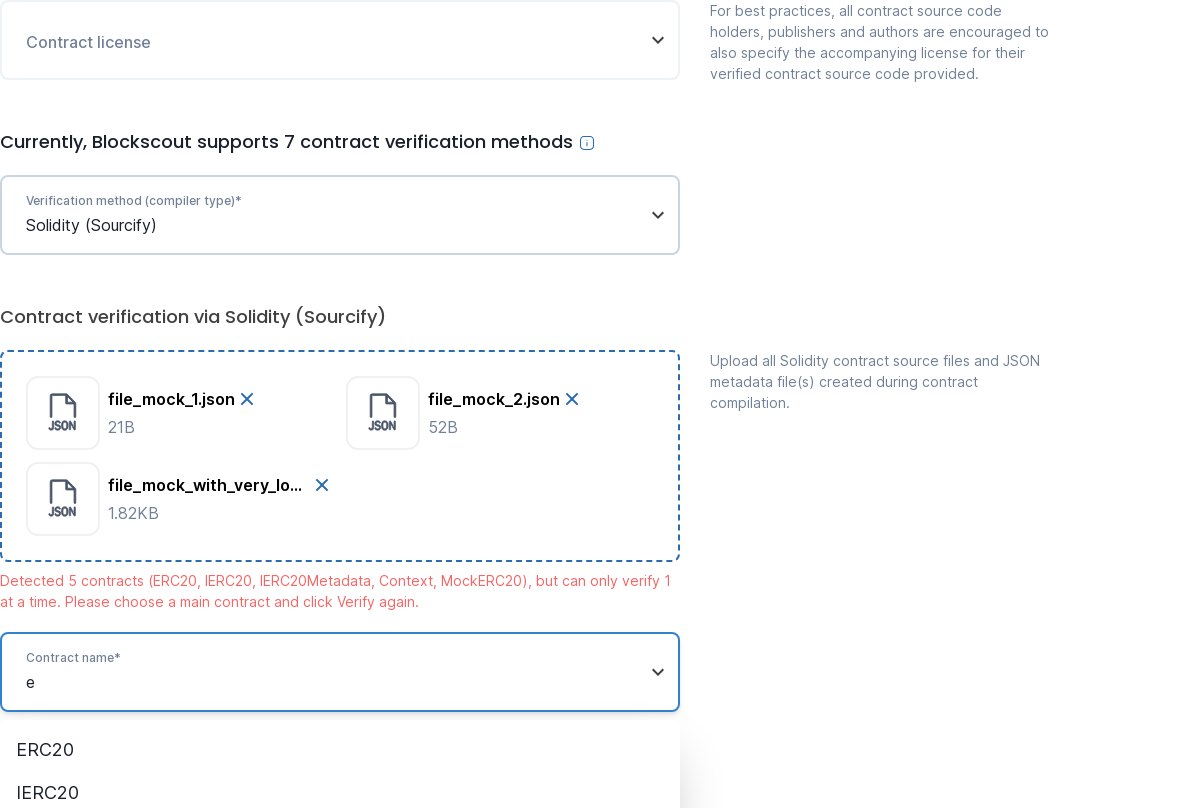 Contract license
For best practices, all contract source code
holders, publishers and authors are encouraged to
also specify the accompanying license for their
verified contract source code provided.
Currently, Blockscout supports 7 contract verification methods
Verification method (compiler type)*
Solidity (Sourcify)
Contract verification via Solidity (Sourcify)
Upload all Solidity contract source files and JSON
metadata file(s) created during contract
compilation.
JSON
file_mock_1.json
21B
JSON
file_mock_2.json
52B
JSON
file_mock_with_very_lo...
1.82KB
Detected 5 contracts (ERC20, IERC20, IERC20Metadata, Context, MockERC20), but can only verify 1
at a time. Please choose a main contract and click Verify again.
Contract name*
e
ERC20
IERC20